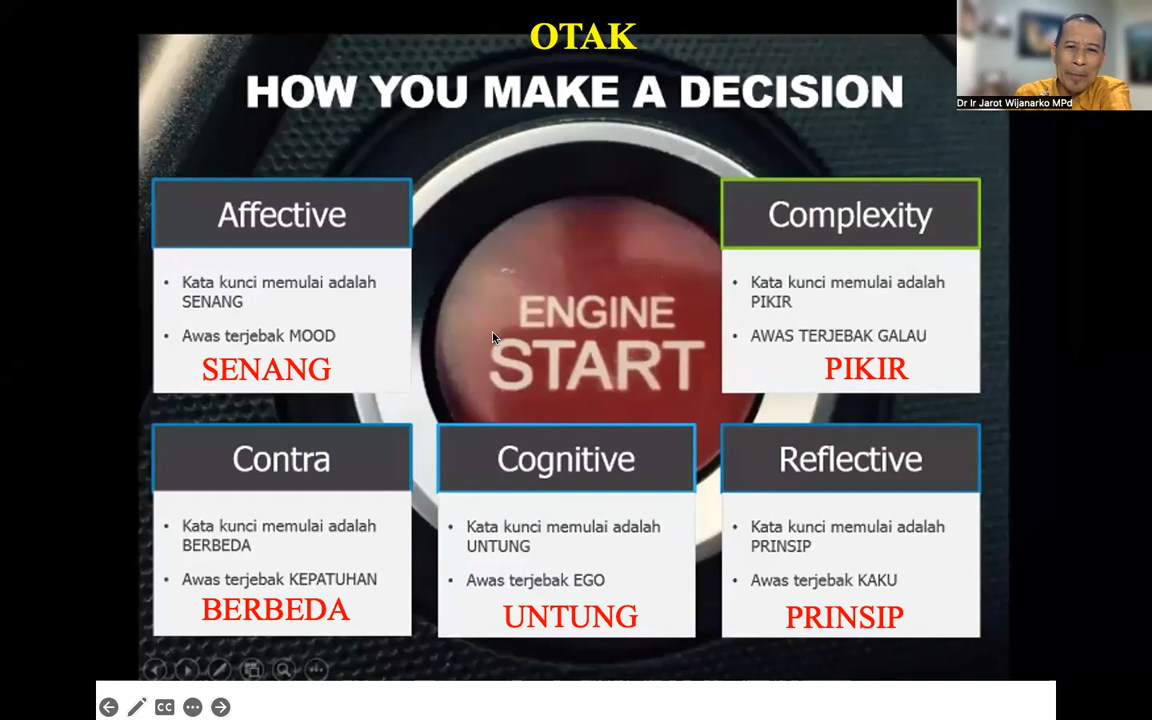 OTAK
HOW YOU MAKE A DECISION
Dr Ir Jarot Wijanarko MPd
Affective
• Kata kunci memulai adalah
SENANG
• Awas terjebak MOOD
SENANG
ENGINE
START
Complexity
• Kata kunci memulai adalah
PIKIR
• AWAS TERJEBAK GALAU
PIKIR
Contra
• Kata kunci memulai adalah
BERBEDA
• Awas terjebak KEPATUHAN
BERBEDA
Cognitive
• Kata kunci memulai adalah
UNTUNG
• Awas terjebak EGO
UNTUNG
Reflective
• Kata kunci memulai adalah
PRINSIP
• Awas terjebak KAKU
PRINSIP
CC